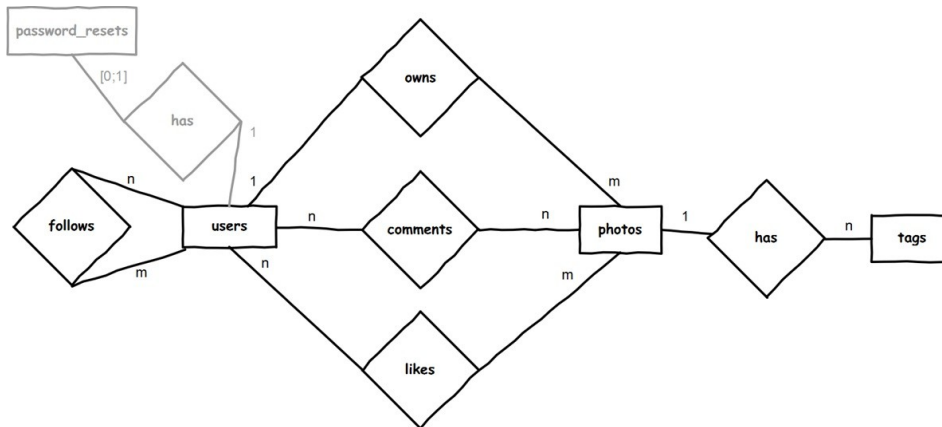 password_resets
[0;1]
has
1
owns
1
m
follows
n
m
users
n
comments
n
photos
1
has
n
tags
n
likes
m